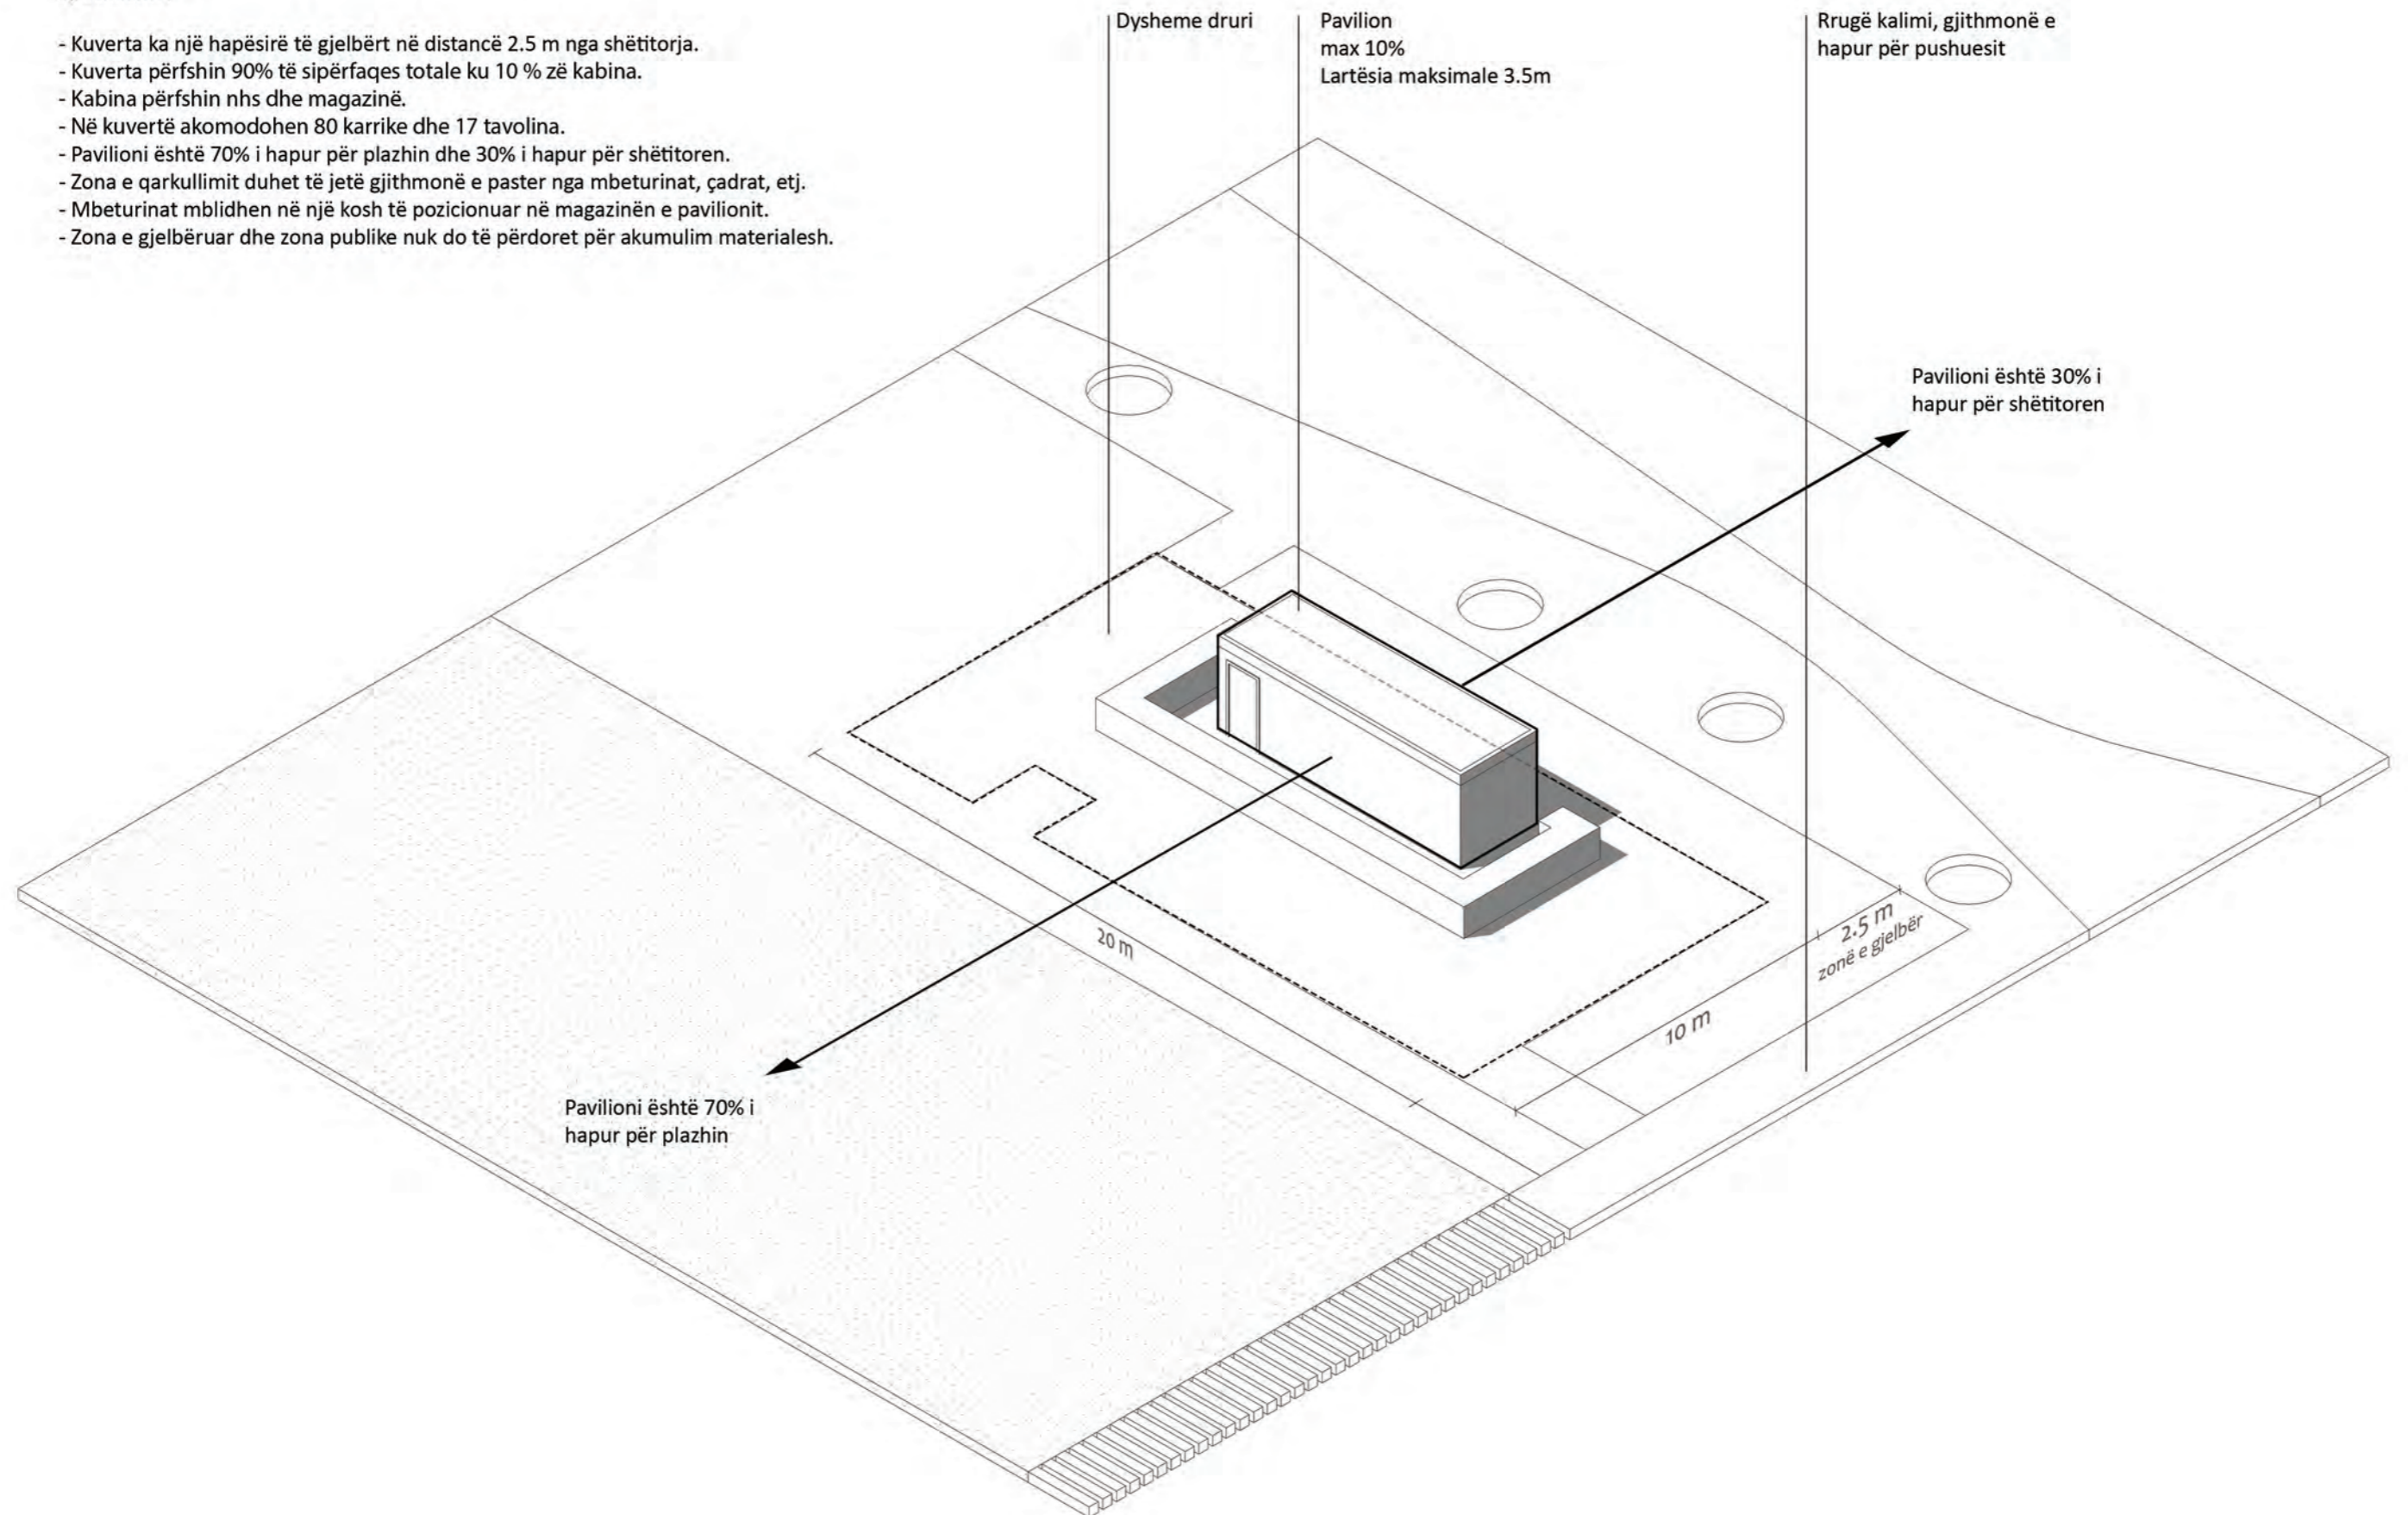 - Kuverta ka një hapësirë të gjelbërt në distancë 2.5 m nga shëtitorja.
- Kuverta përfshin 90% të sipërfaqes totale ku 10 % zë kabina.
- Kabina përfshin nhs dhe magazinë.
- Në kuvertë akomodohen 80 karrike dhe 17 tavolina.
- Pavilioni është 70% i hapur për plazhin dhe 30% i hapur për shëtitoren.
- Zona e qarkullimit duhet të jetë gjithmonë e paster nga mbeturinat, çadrat, etj.
- Mbeturinat mblidhen në një kosh të pozicionuar në magazinën e pavilionit.
- Zona e gjelbëruar dhe zona publike nuk do të përdoret për akumulim materialesh.
Dysheme druri
Pavilion
max 10%
Lartësia maksimale 3.5m
Rrugë kalimi, gjithmonë e
hapur për pushuesit
Pavilioni është 30% i
hapur për shëtitoren
2.5 m
zonë e gjelbër
20 m
10 m
Pavilioni është 70% i
hapur për plazhin